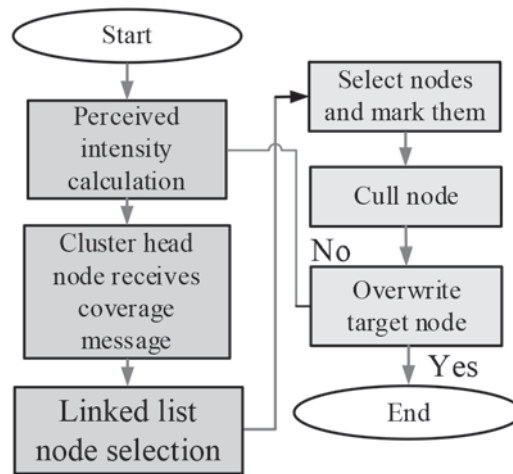 Start
Perceived
intensity
calculation
Cluster head
node receives
coverage
message
Linked list
node selection
Select nodes
and mark them
Cull node
No
Overwrite
target node
Yes
End